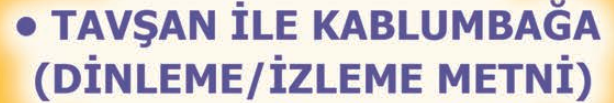 • TAVŞAN İLE KABLUMBAĞA
(DİNLEME/İZLEME METNİ)